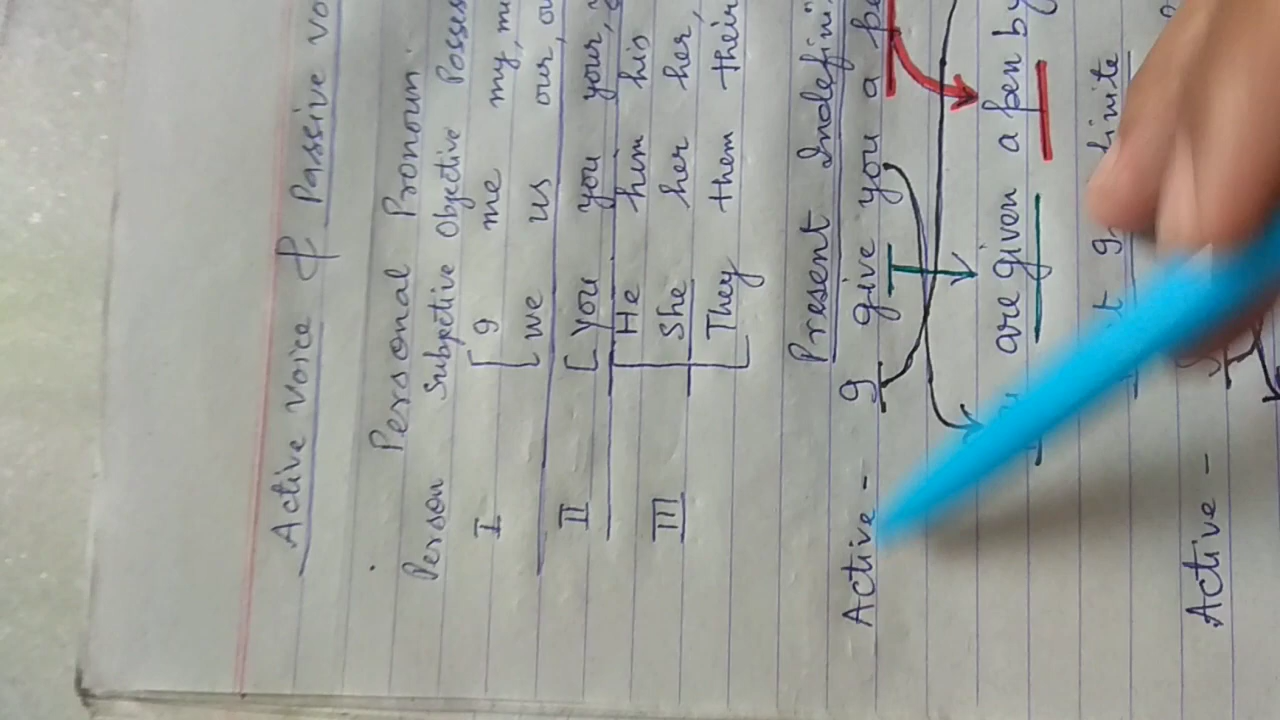 Active voice & Passive vo
Personal Pronoun.
Person Subjective Objective Posses
I [ I me my, m
[ we us our, ou
II [ you you your, y
III [ He him his
[ She her her,
[ They them their
Present Indefini
Active - I give you a pe
are given a pen by
Active -